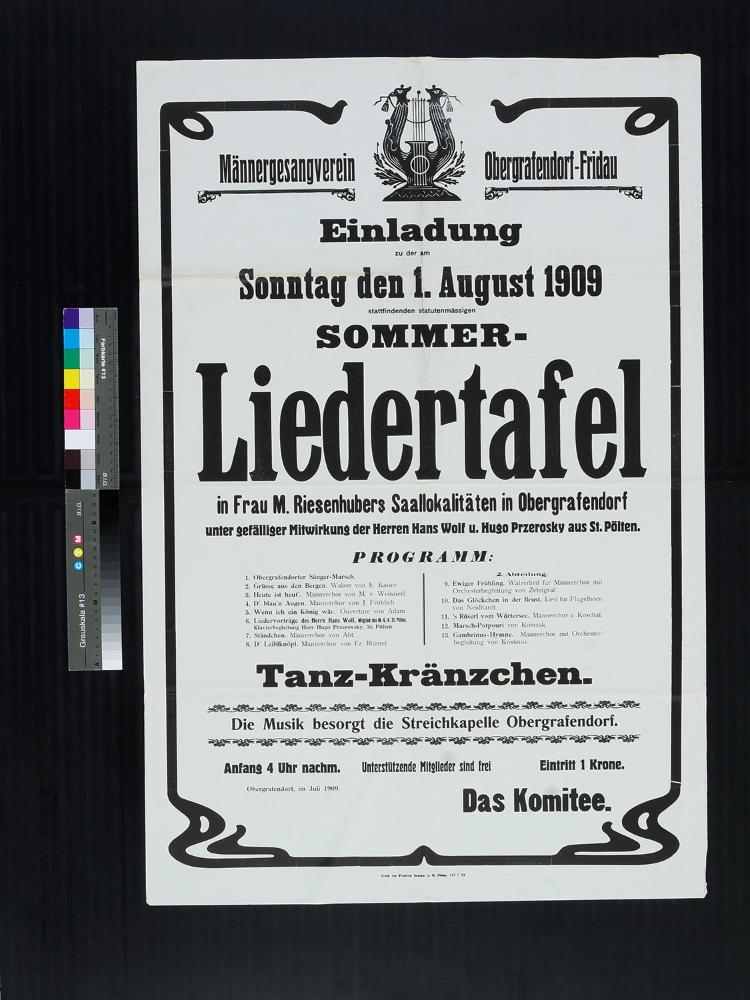 Männergesangverein Obergrafendorf-Fridau
Einladung
zu der am
Sonntag den 1. August 1909
stattfindenden statutenmässigen
SOMMER-
Liedertafel
in Frau M. Riesenhubers Saallokalitäten in Obergrafendorf
unter gefälliger Mitwirkung der Herren Hans Wolf u. Hugo Przerosky aus St. Pölten.
PROGRAMM:
1. Obergrafendorfer Sänger-Marsch.
2. Grüsse aus den Bergen. Walzer von E. Kaiser
3. Heute ist heut'. Männerchor von M. v. Weinzierl
4. D' blau'n Augen. Männerchor von J. Fröhlich
5. Wenn ich ein König wär. Ouverture von Adam
6. Liedervorträge des Herrn Hans Wolf, Mitglied des M.-G.-V. St. Pölten.
Klavierbegleitung Herr Hugo Przerosky, St. Pölten.
7. Ständchen. Männerchor von Abt
8. D' Leiblknöpf. Männerchor von Fz. Blümel
2. Abteilung.
9. Ewiger Frühling. Walzerlied für Männerchor mit
Orchesterbegleitung von Zehngraf
10. Das Glöckchen in der Brust. Lied für Flügelhorn
von Neidhardt
11. 's Röserl vom Wörtersee. Männerchor v. Koschat
12. Marsch-Potpouri von Komzak
13. Gambrinus-Hymne. Männerchor mit Orchester-
begleitung von Kristinus.
Tanz-Kränzchen.
Die Musik besorgt die Streichkapelle Obergrafendorf.
Anfang 4 Uhr nachm. Unterstützende Mitglieder sind frei Eintritt 1 Krone.
Obergrafendorf, im Juli 1909.
Das Komitee.
Farbkarte #13
B.I.G.
Grauskala #13
B.I.G.
C Y M